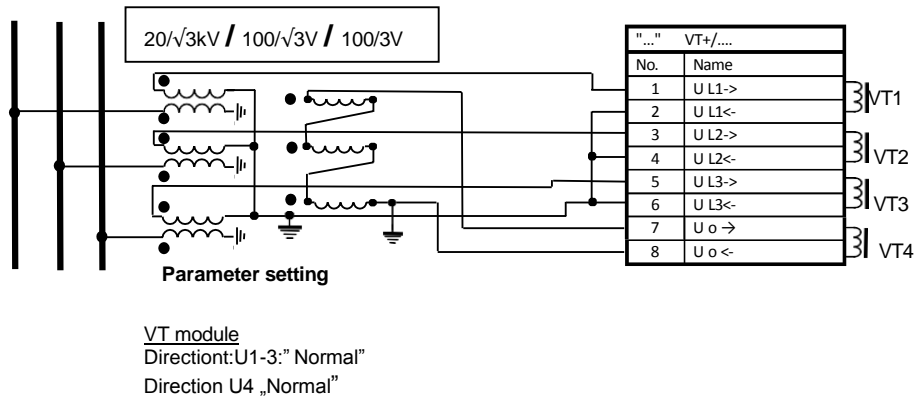 20/√3kV / 100/√3V / 100/3V
"..." VT+/....
No. Name
1 U L1->
2 U L1<-
3 U L2->
4 U L2<-
5 U L3->
6 U L3<-
7 U o →
8 U o <-
VT1
VT2
VT3
VT4
Parameter setting
VT module
Directiont:U1-3:” Normal”
Direction U4 „Normal”